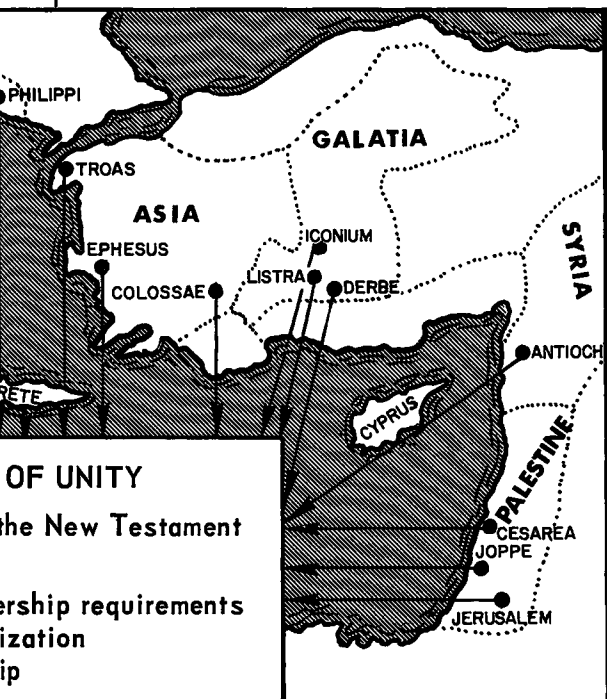 PHILIPPI
GALATIA
TROAS
ASIA
SYRIA
ICONIUM
EPHESUS
LISTRA
DERBE
COLOSSAE
ANTIOCH
RETE
CYPRUS
PALESTINE
OF UNITY
the New Testament
CESAREA
JOPPE
ership requirements
JERUSALEM
ization
ip